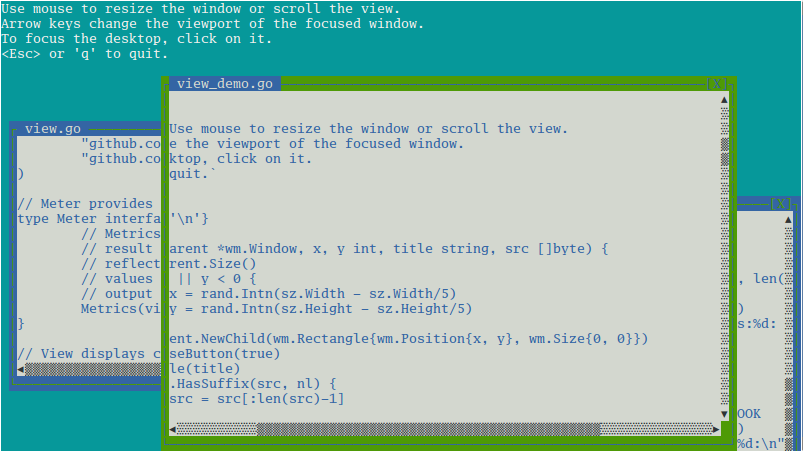 Use mouse to resize the window or scroll the view.
Arrow keys change the viewport of the focused window.
To focus the desktop, click on it.
<Esc> or 'q' to quit.
view_demo.go
[X]
Use mouse to resize the window or scroll the view.
e the viewport of the focused window.
ktop, click on it.
quit.`
'\n'}
arent *wm.Window, x, y int, title string, src []byte) {
rent.Size()
 || y < 0 {
x = rand.Intn(sz.Width - sz.Width/5)
y = rand.Intn(sz.Height - sz.Height/5)
ent.NewChild(wm.Rectangle{wm.Position{x, y}, wm.Size{0, 0}})
seButton(true)
le(title)
.HasSuffix(src, nl) {
src = src[:len(src)-1]
view.go
"github.co
"github.co
)
// Meter provides
type Meter interfa
// Metrics
// result
// reflect
// values
// output
Metrics(vi
}
// View displays c
[X]
, len(
)
s:%d:
OOK
)
%d:\n"